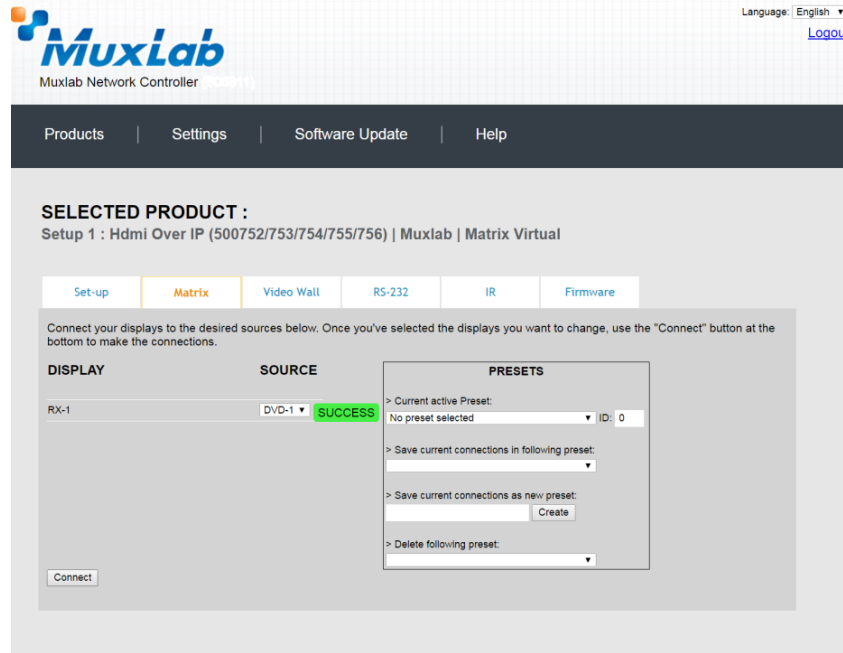 Language: English
Logou
MuxLab
Muxlab Network Controller
Products | Settings | Software Update | Help
SELECTED PRODUCT :
Setup 1 : Hdmi Over IP (500752/753/754/755/756) | Muxlab | Matrix Virtual
Set-up Matrix Video Wall RS-232 IR Firmware
Connect your displays to the desired sources below. Once you've selected the displays you want to change, use the "Connect" button at the
bottom to make the connections.
DISPLAY SOURCE PRESETS
> Current active Preset:
RX-1 DVD-1 SUCCESS No preset selected ID: 0
> Save current connections in following preset:
> Save current connections as new preset:
Create
> Delete following preset:
Connect